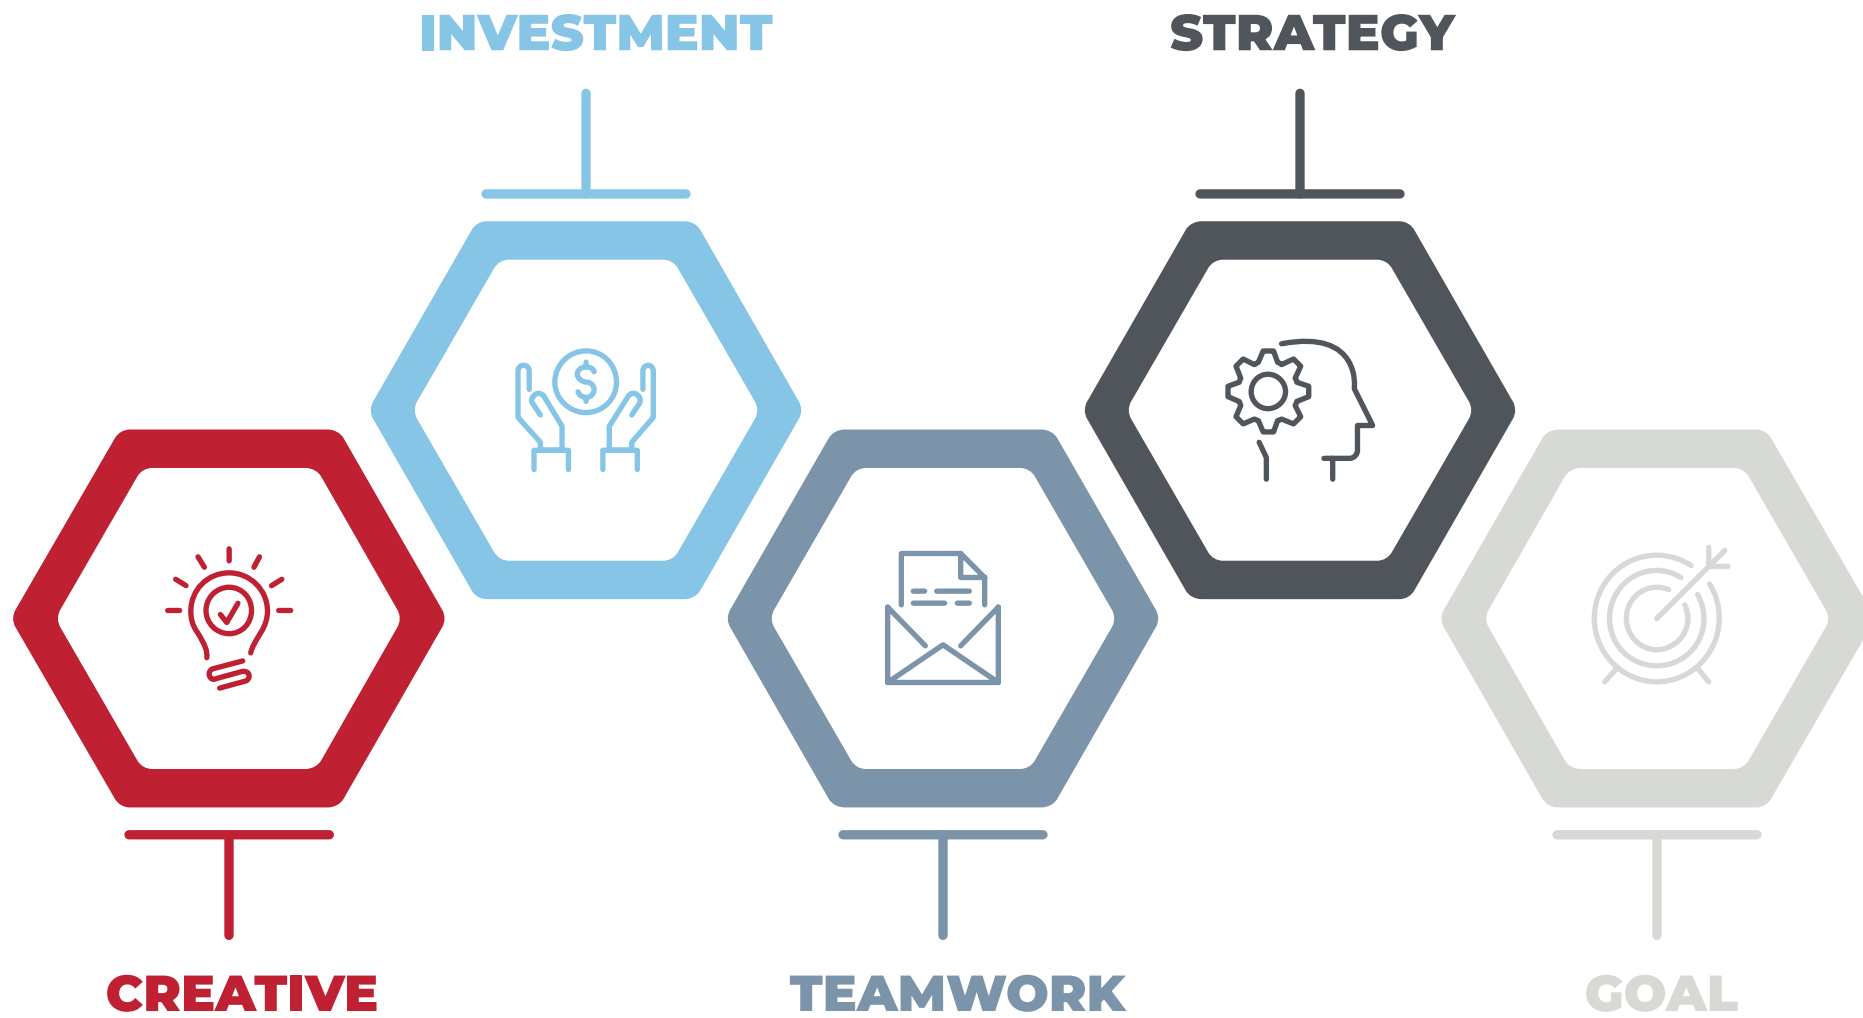 INVESTMENT
STRATEGY
$
CREATIVE
TEAMWORK
GOAL